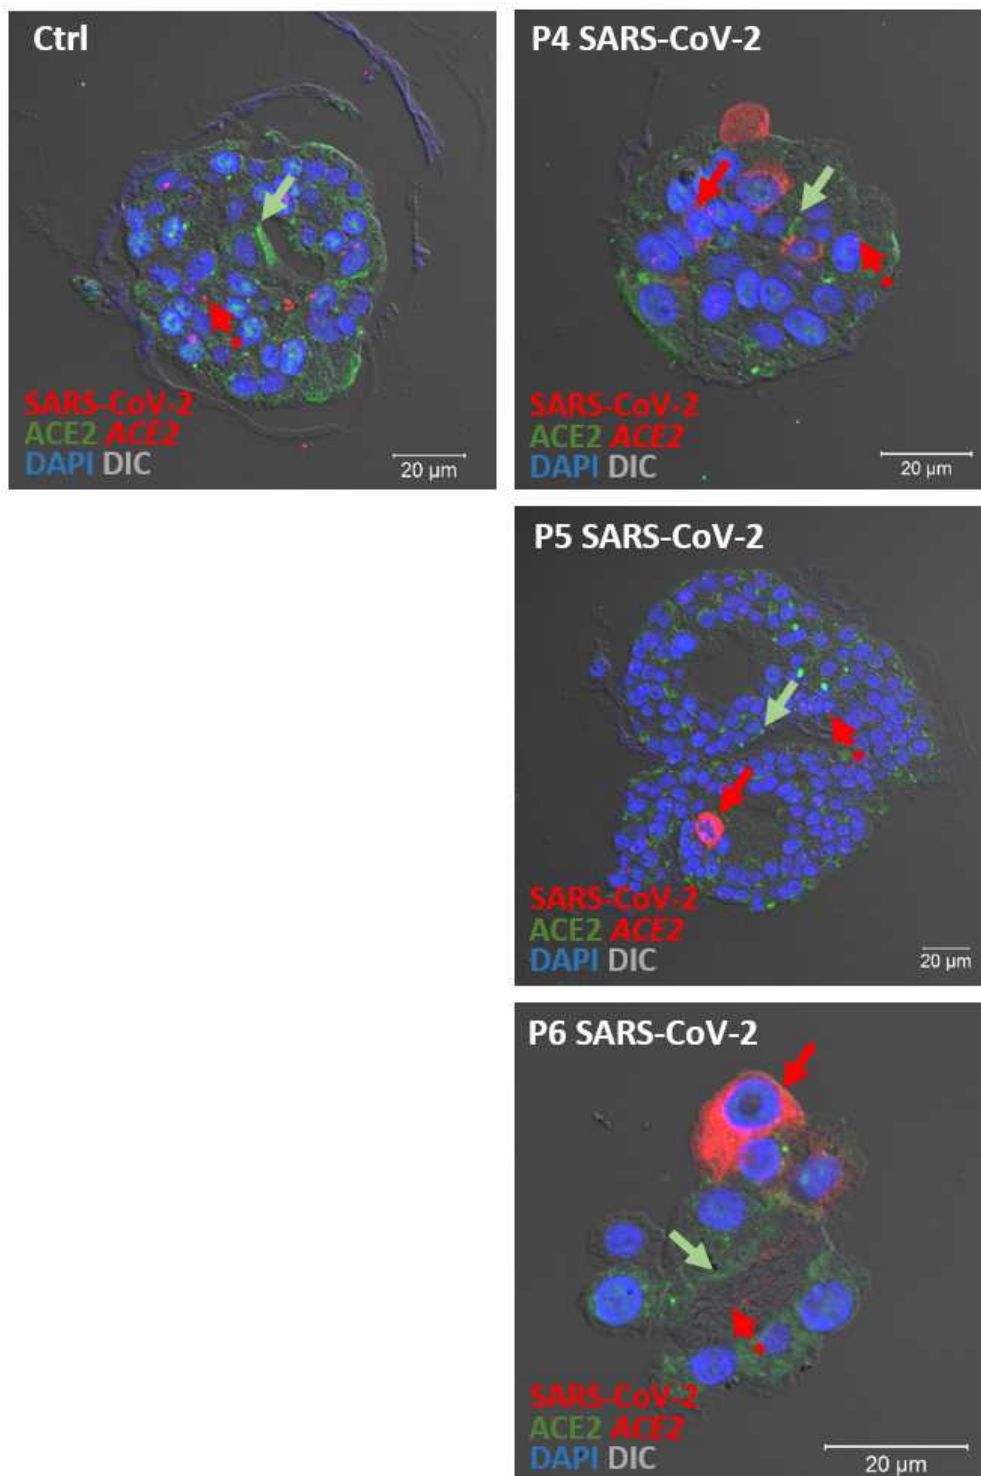 Ctrl
SARS-CoV-2
ACE2 ACE2
DAPI DIC
20 µm
P4 SARS-CoV-2
SARS-CoV-2
ACE2 ACE2
DAPI DIC
20 µm
P5 SARS-CoV-2
SARS-CoV-2
ACE2 ACE2
DAPI DIC
20 µm
P6 SARS-CoV-2
SARS-CoV-2
ACE2 ACE2
DAPI DIC
20 µm